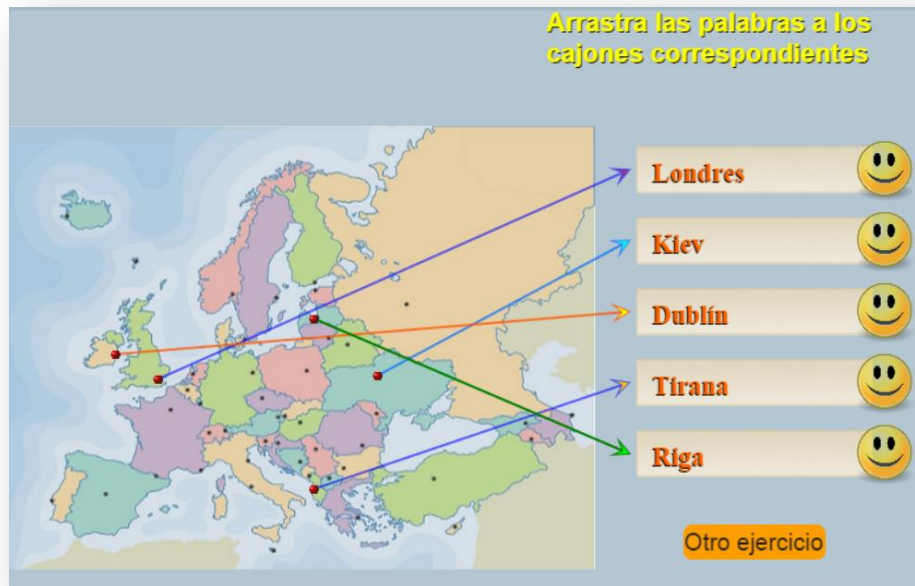 Arrastra las palabras a los
cajones correspondientes
Londres
Kiev
Dublín
Tirana
Riga
Otro ejercicio